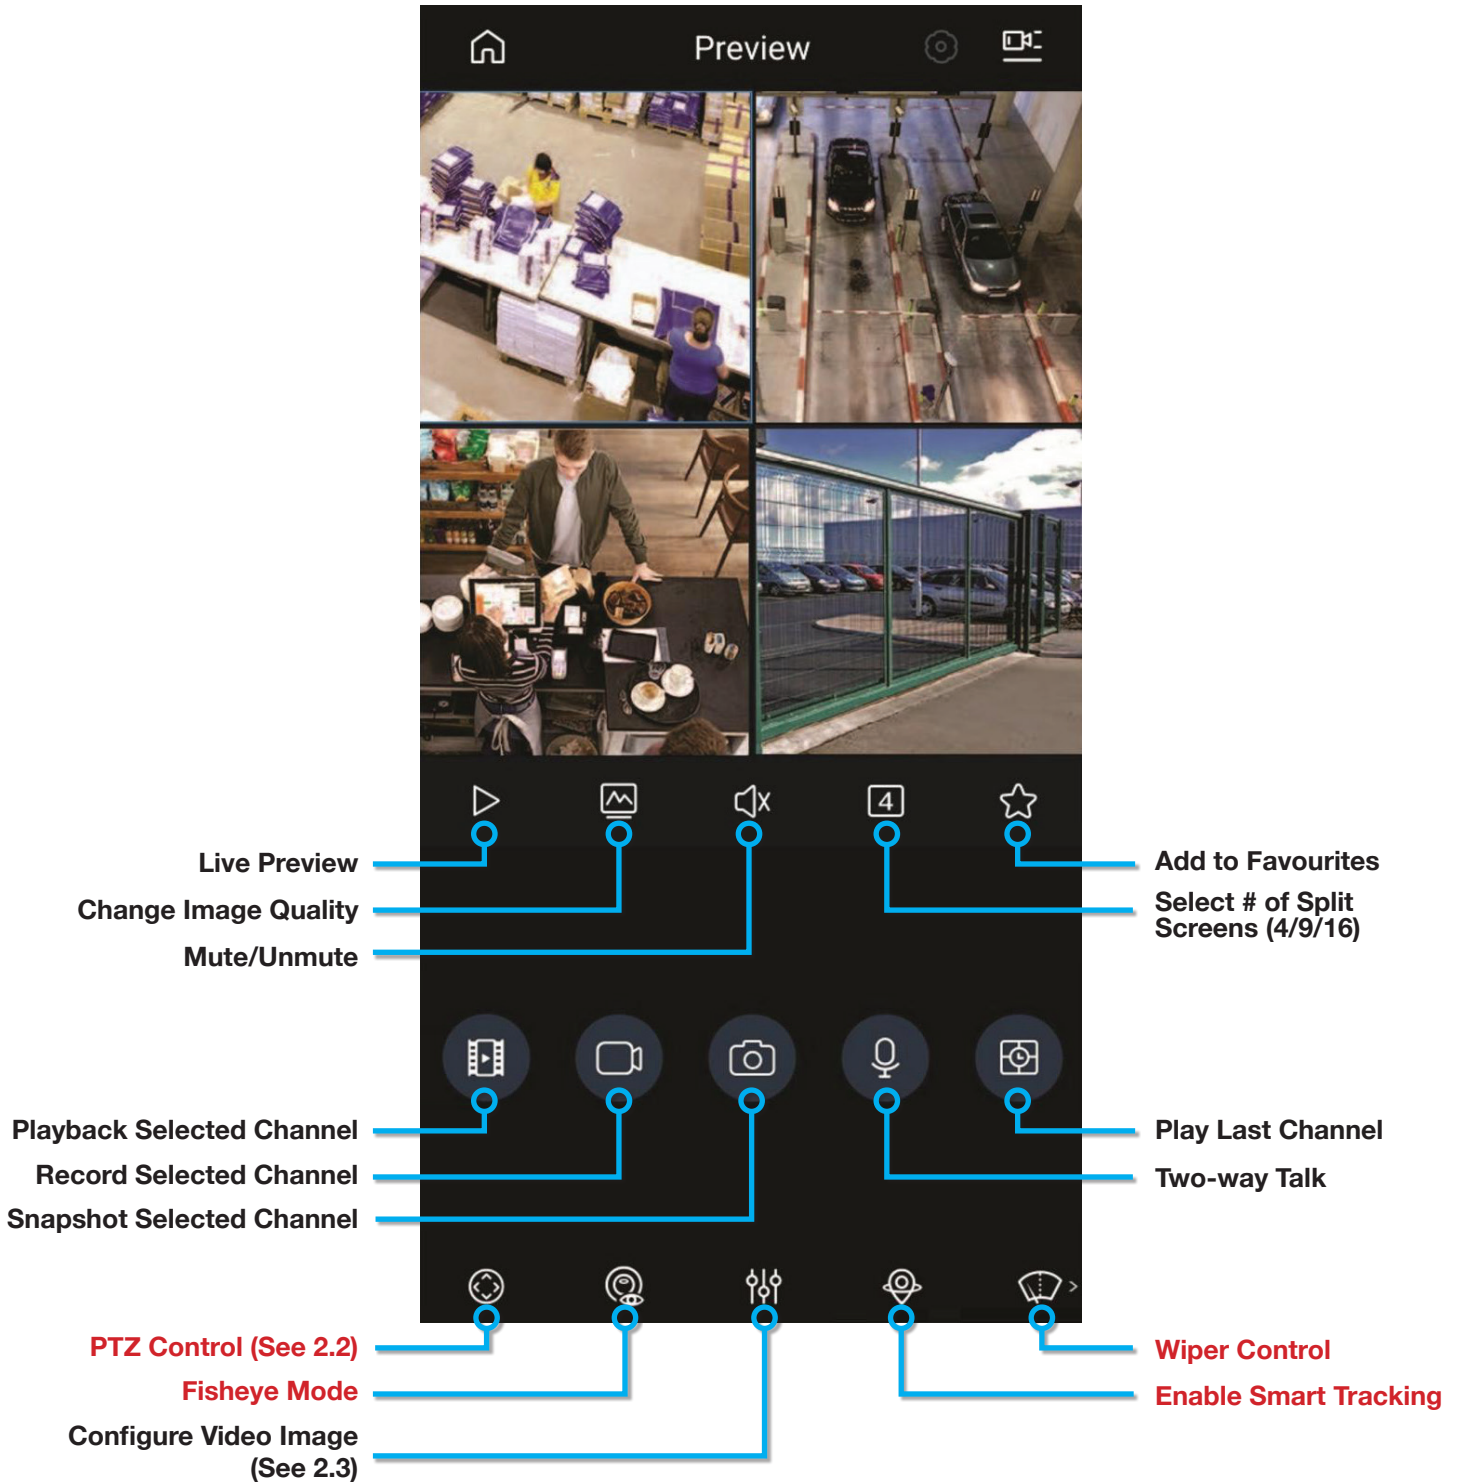 Preview
4
Live Preview
Change Image Quality
Mute/Unmute
Add to Favourites
Select # of Split
Screens (4/9/16)
Playback Selected Channel
Record Selected Channel
Snapshot Selected Channel
Play Last Channel
Two-way Talk
PTZ Control (See 2.2)
Fisheye Mode
Configure Video Image
(See 2.3)
Wiper Control
Enable Smart Tracking